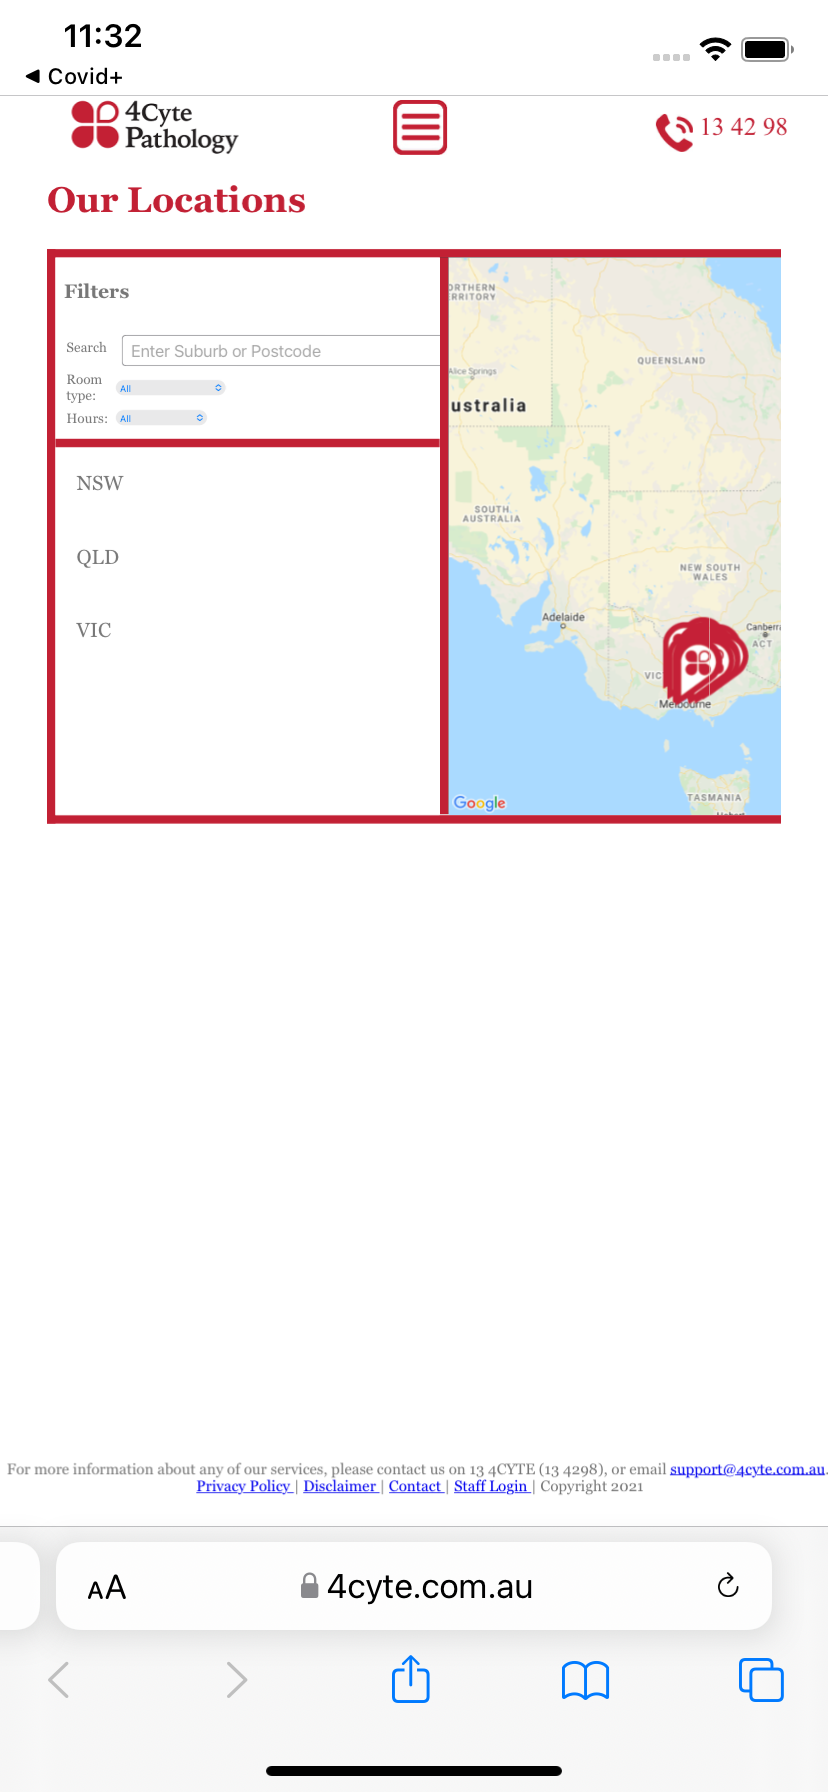 11:32
◀ Covid+
4Cyte
Pathology
13 42 98
Our Locations
Filters
Search
Enter Suburb or Postcode
Room
type:
All
Hours:
All
NSW
QLD
VIC
ORTHERN
ERRITORY
QUEENSLAND
Alice Springs
ustralia
SOUTH
AUSTRALIA
NEW SOUTH
WALES
Adelaide
Canberra
ACT
VIC
Melbourne
TASMANIA
Google
For more information about any of our services, please contact us on 13 4CYTE (13 4298), or email support@4cyte.com.au.
Privacy Policy | Disclaimer | Contact | Staff Login | Copyright 2021
AA
4cyte.com.au